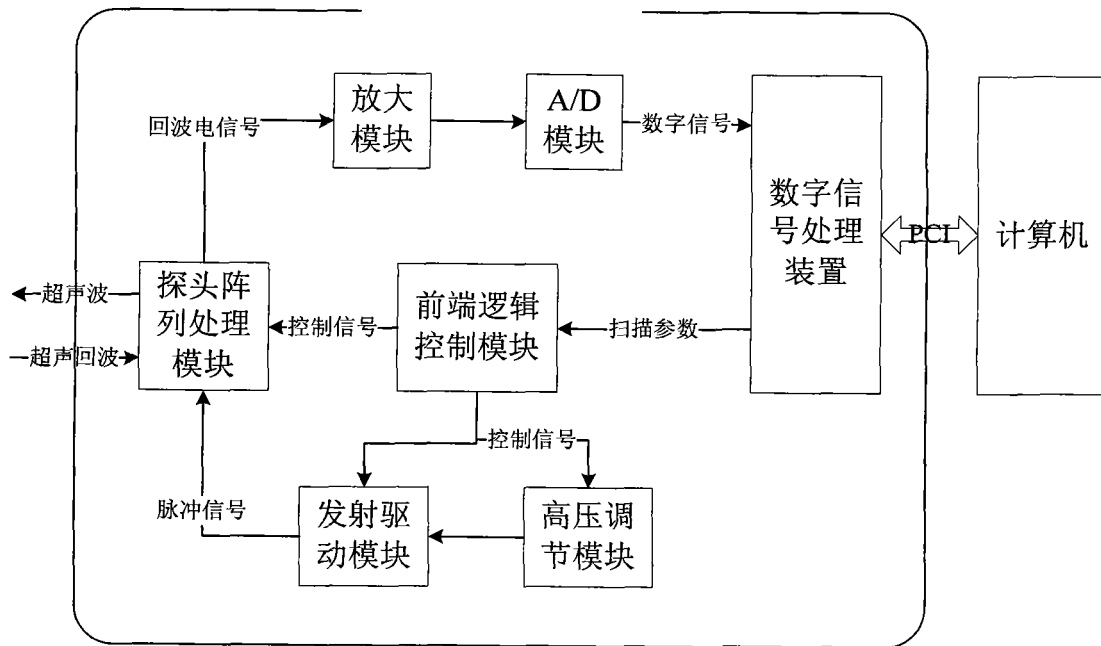 放大
模块
A/D
模块
回波电信号
数字信号
数字信
号处理
装置
PCI
计算机
超声波
超声回波
探头阵
列处理
模块
控制信号
前端逻辑
控制模块
扫描参数
控制信号
脉冲信号
发射驱
动模块
高压调
节模块